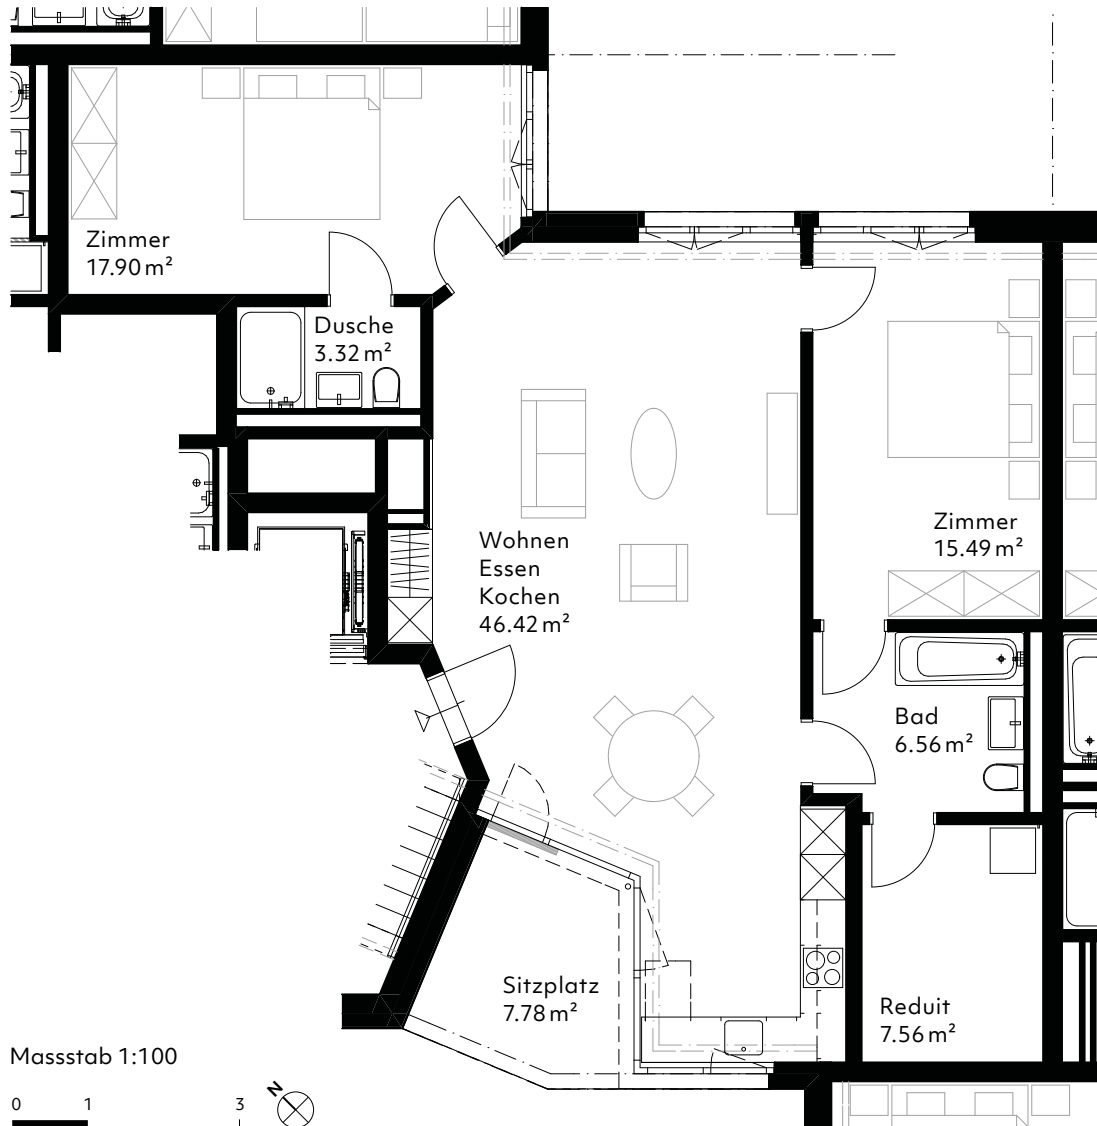 Zimmer
17.90 m²
Dusche
3.32 m²
Wohnen
Essen
Kochen
46.42 m²
Zimmer
15.49 m²
Bad
6.56 m²
Sitzplatz
7.78 m²
Reduit
7.56 m²
Massstab 1:100
0 1 3
N